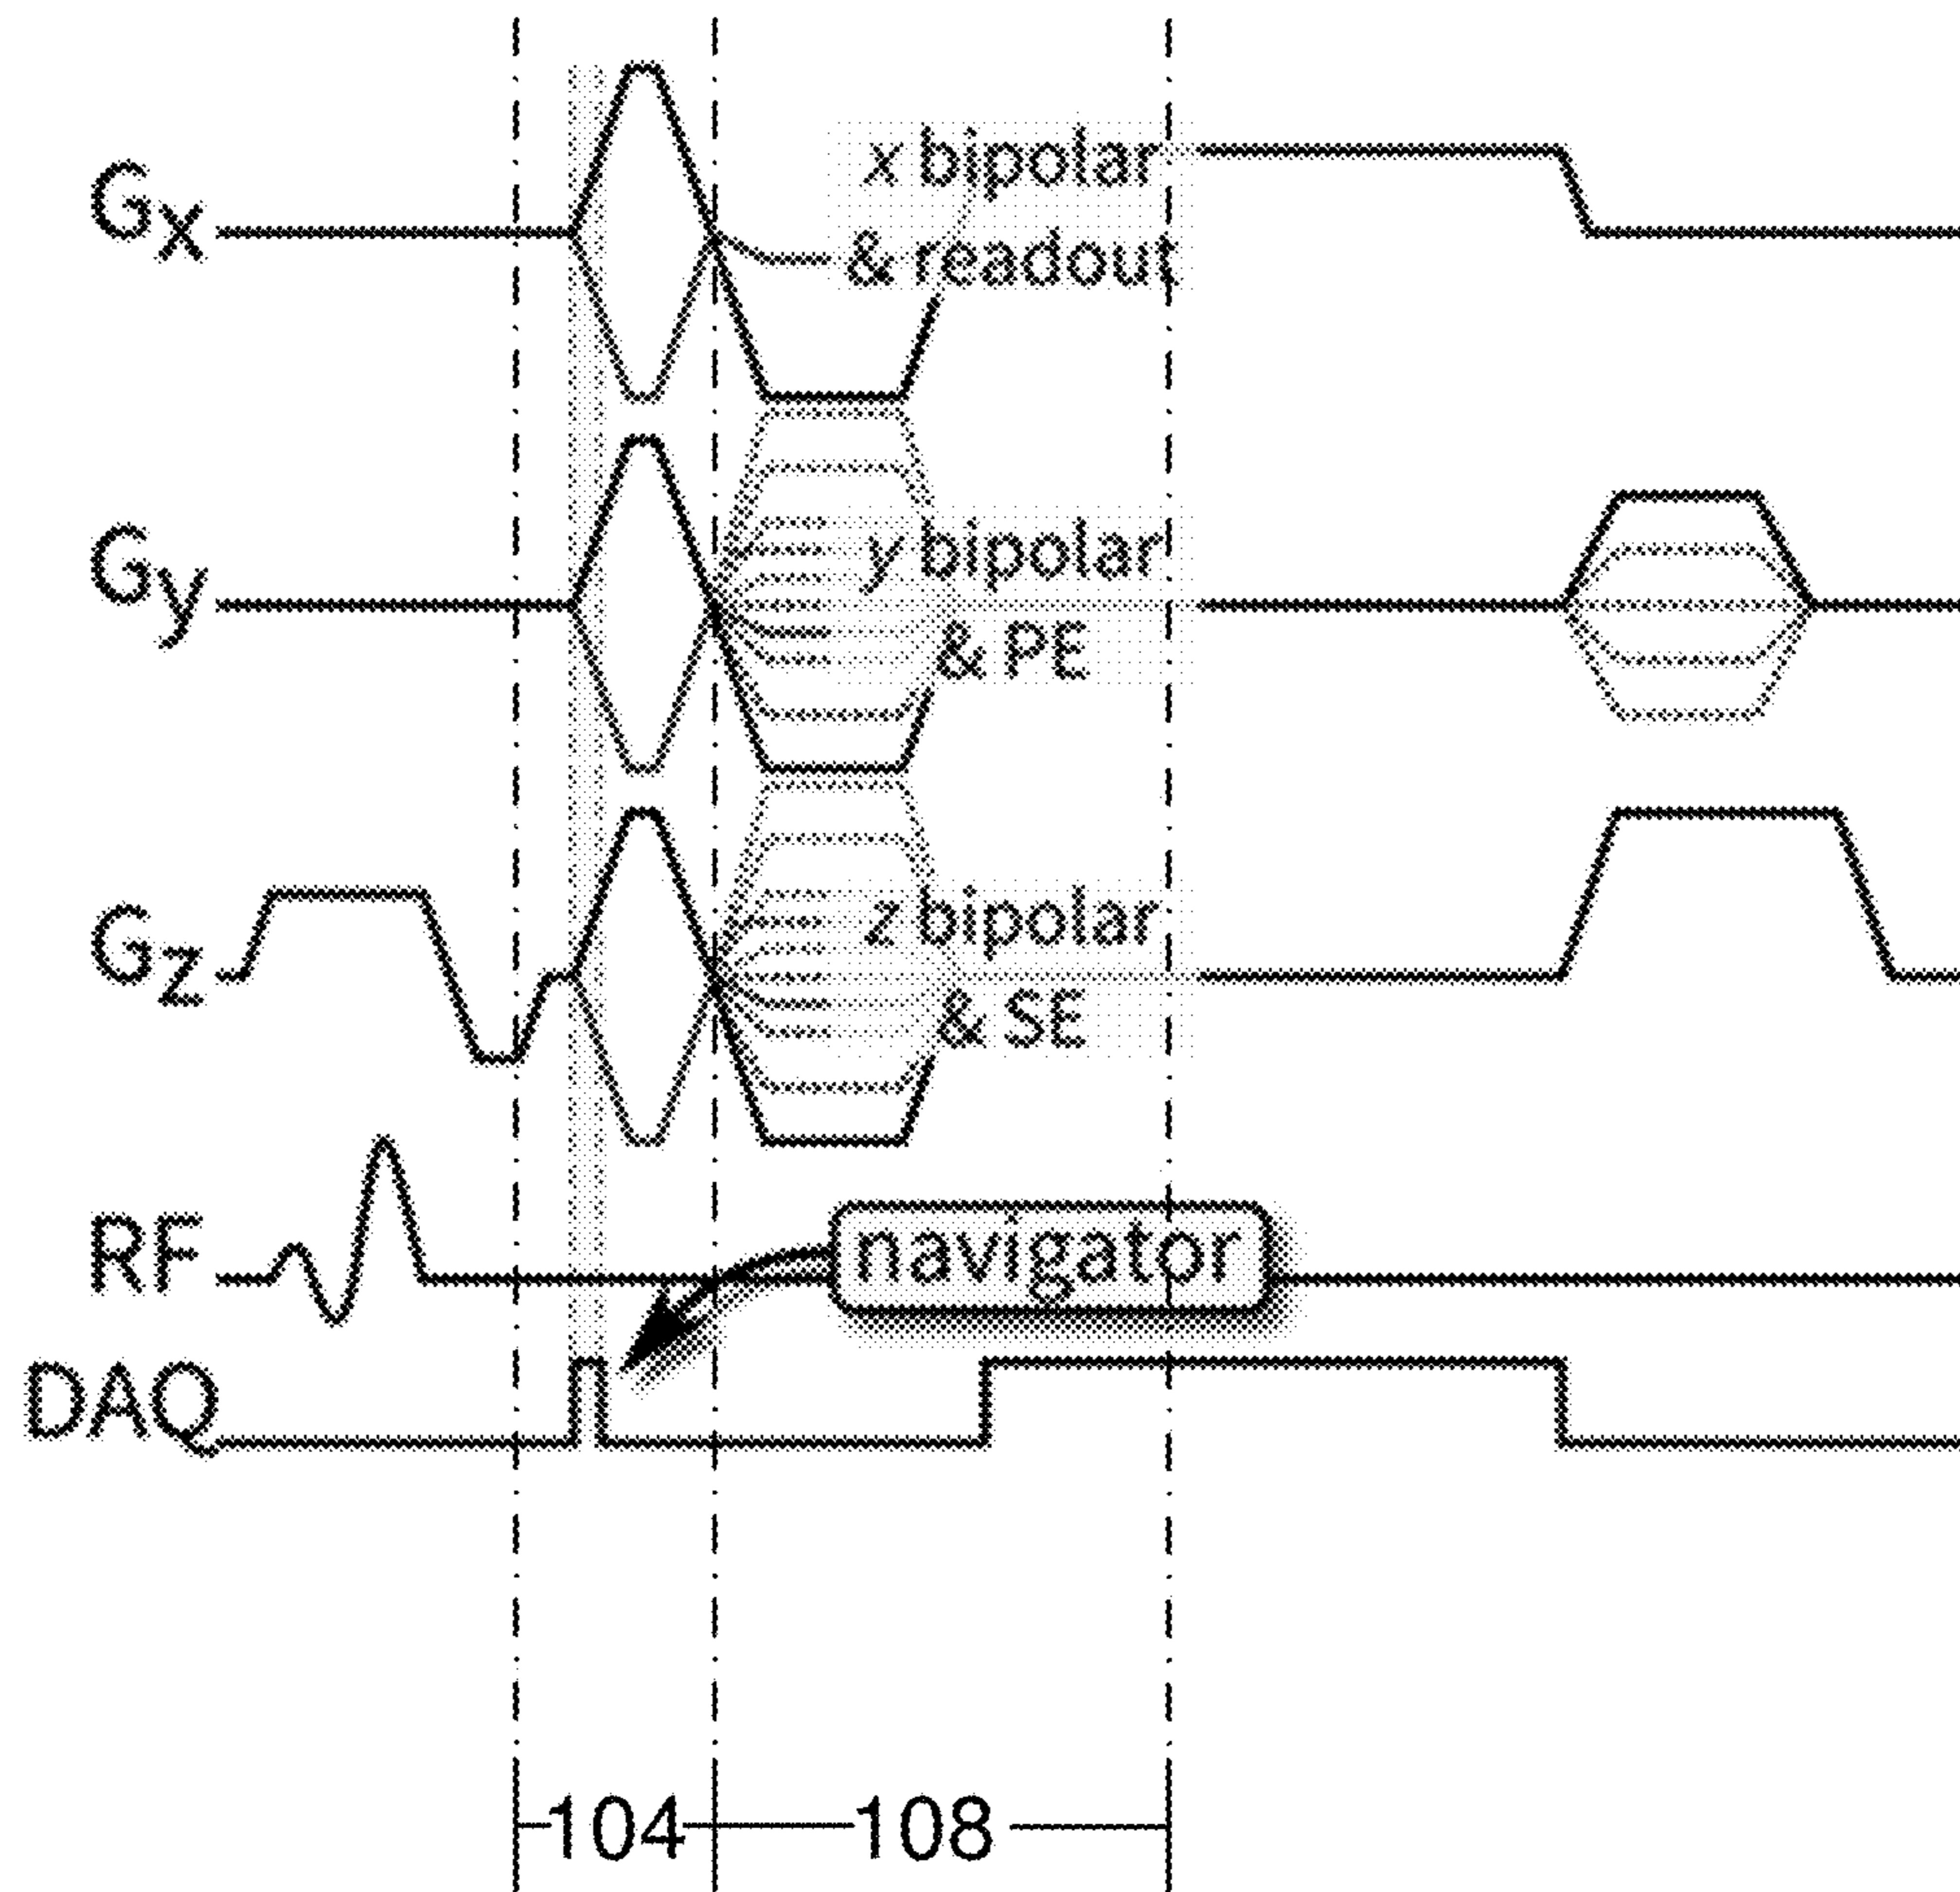 Gx
x bipolar
& readout
Gy
y bipolar
& PE
Gz
z bipolar
& SE
RF
navigator
DAQ
104
108